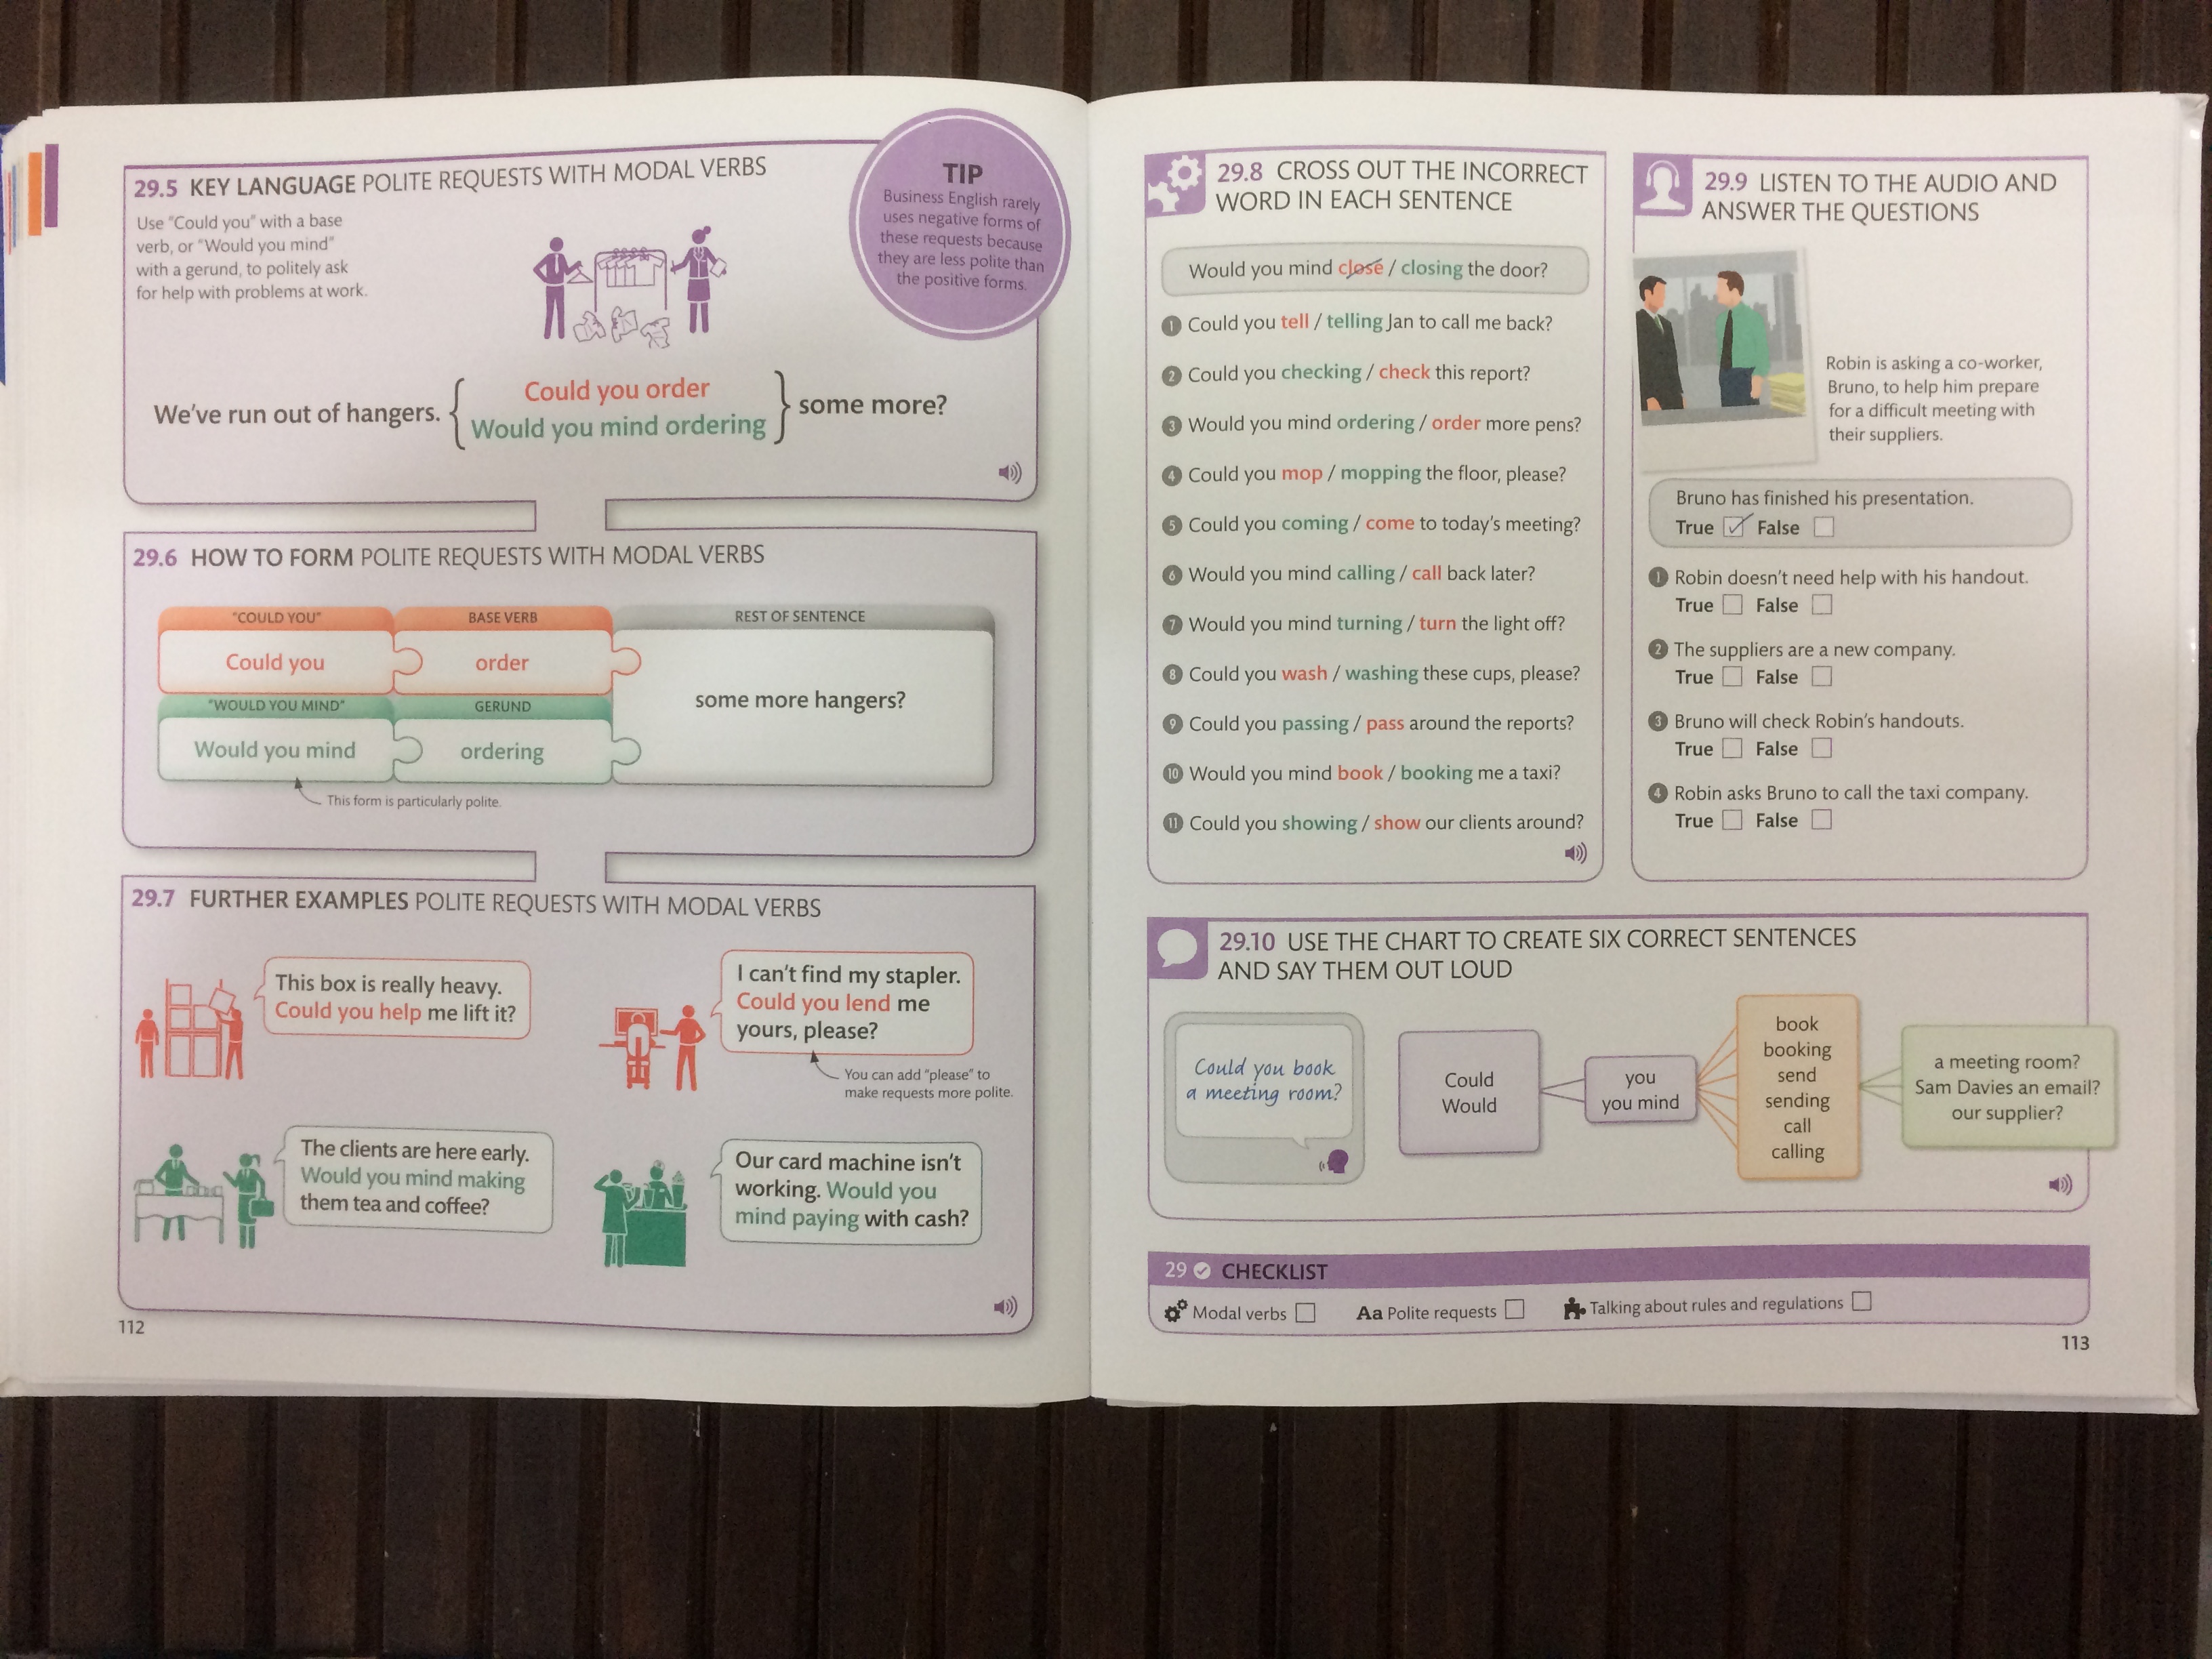 29.5 KEY LANGUAGE POLITE REQUESTS WITH MODAL VERBS
Use "Could you" with a base
verb, or "Would you mind"
with a gerund, to politely ask
for help with problems at work.
TIP
Business English rarely
uses negative forms of
these requests because
they are less polite than
the positive forms.
We've run out of hangers.
Could you order
Would you mind ordering
some more?
29.6 HOW TO FORM POLITE REQUESTS WITH MODAL VERBS
"COULD YOU"
BASE VERB
REST OF SENTENCE
Could you
order
"WOULD YOU MIND"
GERUND
some more hangers?
Would you mind
ordering
This form is particularly polite.
29.7 FURTHER EXAMPLES POLITE REQUESTS WITH MODAL VERBS
This box is really heavy.
Could you help me lift it?
I can't find my stapler.
Could you lend me
yours, please?
You can add "please" to
make requests more polite.
The clients are here early.
Would you mind making
them tea and coffee?
Our card machine isn't
working. Would you
mind paying with cash?
112
29.8 CROSS OUT THE INCORRECT
WORD IN EACH SENTENCE
Would you mind close / closing the door?
1 Could you tell / telling Jan to call me back?
2 Could you checking / check this report?
3 Would you mind ordering / order more pens?
4 Could you mop / mopping the floor, please?
5 Could you coming / come to today's meeting?
6 Would you mind calling / call back later?
7 Would you mind turning / turn the light off?
8 Could you wash / washing these cups, please?
9 Could you passing / pass around the reports?
10 Would you mind book / booking me a taxi?
11 Could you showing / show our clients around?
29.9 LISTEN TO THE AUDIO AND
ANSWER THE QUESTIONS
Robin is asking a co-worker,
Bruno, to help him prepare
for a difficult meeting with
their suppliers.
Bruno has finished his presentation.
True False
1 Robin doesn't need help with his handout.
True False
2 The suppliers are a new company.
True False
3 Bruno will check Robin's handouts.
True False
4 Robin asks Bruno to call the taxi company.
True False
29.10 USE THE CHART TO CREATE SIX CORRECT SENTENCES
AND SAY THEM OUT LOUD
Could you book
a meeting room?
Could
Would
you
you mind
book
booking
send
sending
call
calling
a meeting room?
Sam Davies an email?
our supplier?
29 CHECKLIST
Modal verbs Aa Polite requests Talking about rules and regulations
113